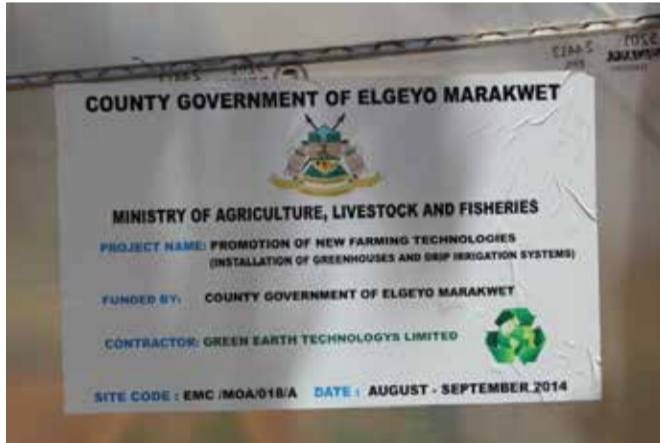 COUNTY GOVERNMENT OF ELGEYO MARAKWET
MINISTRY OF AGRICULTURE, LIVESTOCK AND FISHERIES
PROJECT NAME: PROMOTION OF NEW FARMING TECHNOLOGIES
(INSTALLATION OF GREENHOUSES AND DRIP IRRIGATION SYSTEMS)
FUNDED BY: COUNTY GOVERNMENT OF ELGEYO MARAKWET
CONTRACTOR: GREEN EARTH TECHNOLOGYS LIMITED
SITE CODE : EMC /MOA/018/A DATE : AUGUST - SEPTEMBER 2014